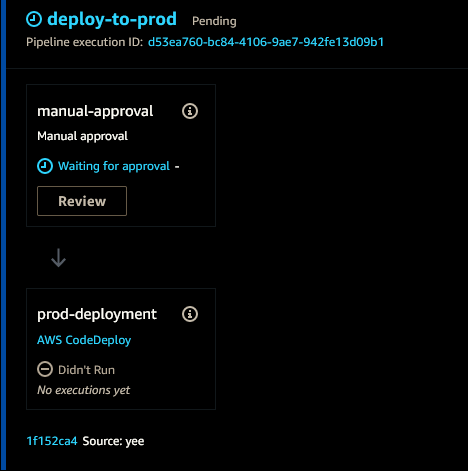 deploy-to-prod Pending
Pipeline execution ID: d53ea760-bc84-4106-9ae7-942fe13d09b1
manual-approval
Manual approval
Waiting for approval -
Review
prod-deployment
AWS CodeDeploy
Didn't Run
No executions yet
1f152ca4 Source: yee